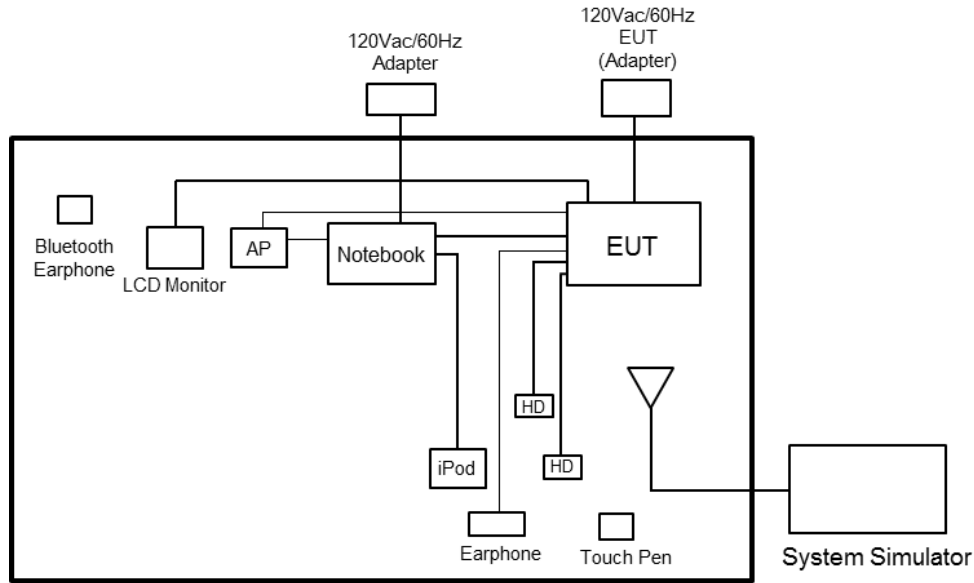 120Vac/60Hz
Adapter
120Vac/60Hz
EUT
(Adapter)
Bluetooth
Earphone
LCD Monitor
AP
Notebook
EUT
HD
HD
iPod
Earphone
Touch Pen
System Simulator